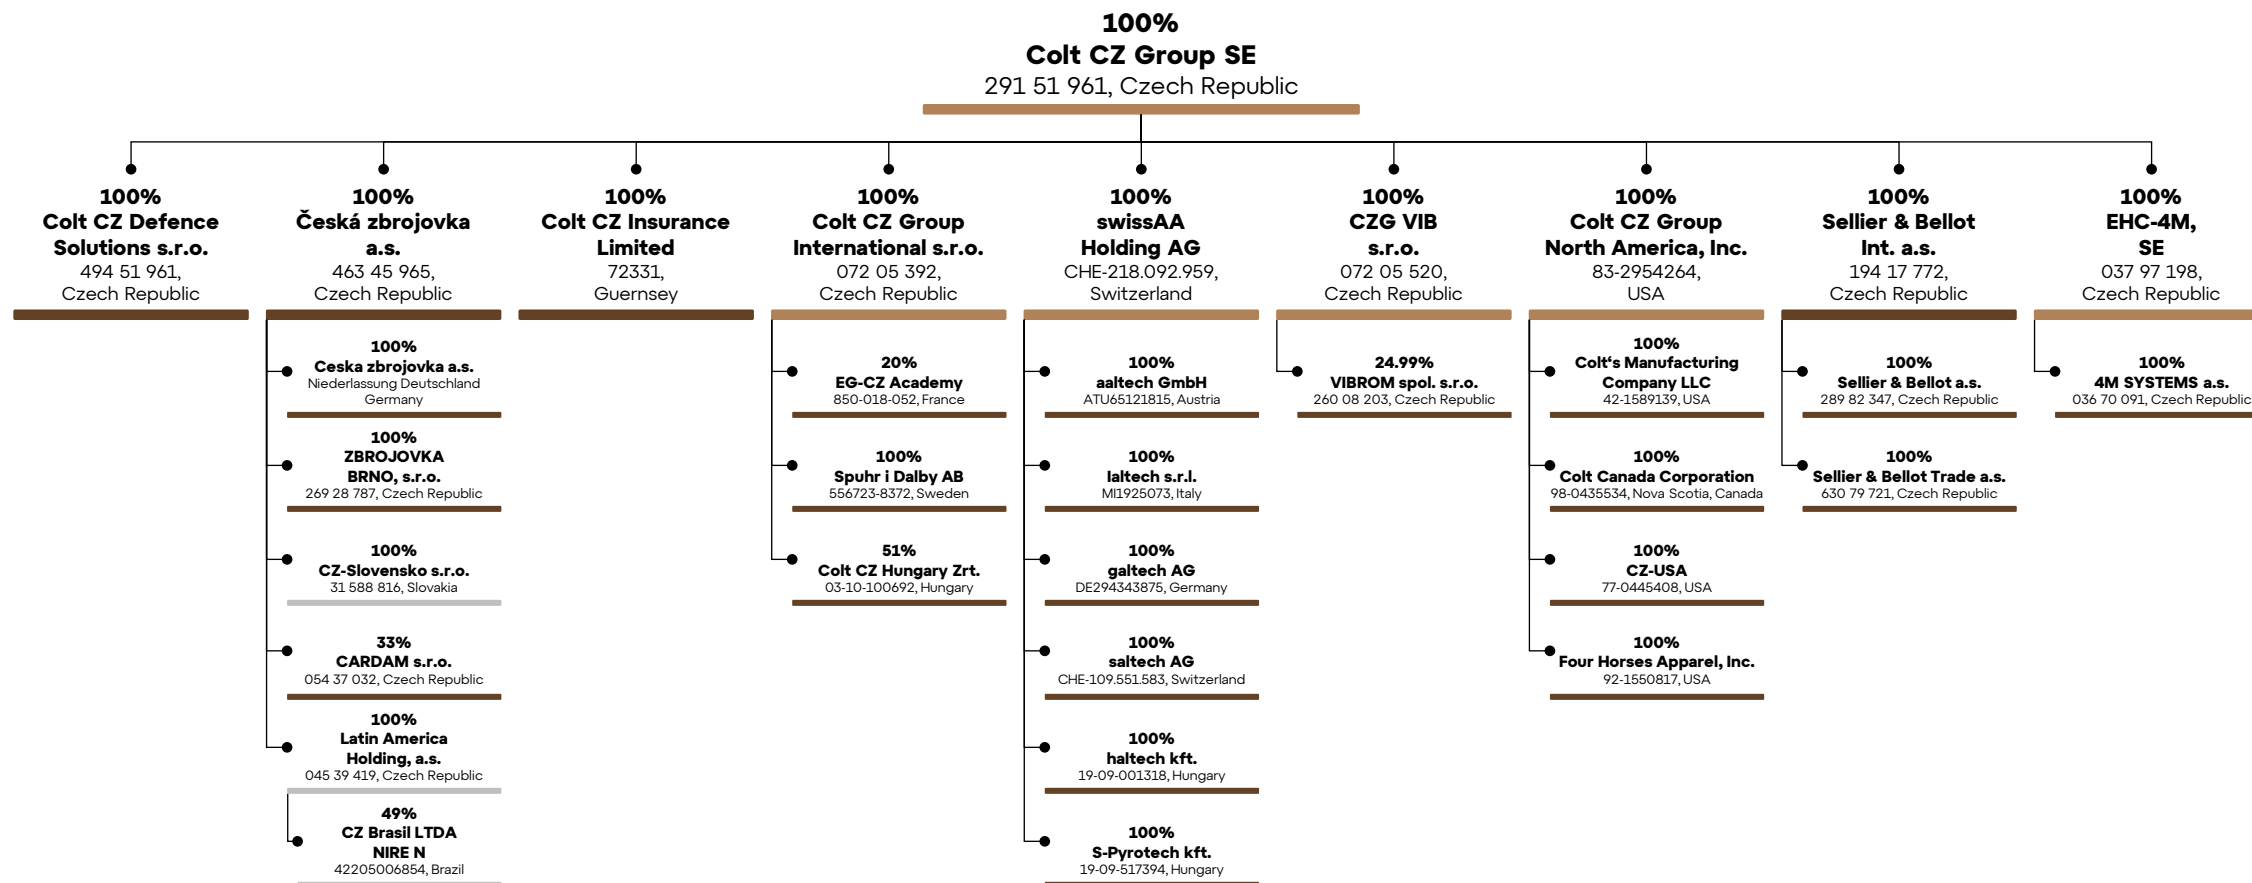 100%
Colt CZ Group SE
291 51 961, Czech Republic
100%
Colt CZ Defence
Solutions s.r.o.
494 51 961,
Czech Republic
100%
Česká zbrojovka
a.s.
463 45 965,
Czech Republic
100%
Ceska zbrojovka a.s.
Niederlassung Deutschland
Germany
100%
ZBROJOVKA
BRNO, s.r.o.
269 28 787, Czech Republic
100%
CZ-Slovensko s.r.o.
31 588 816, Slovakia
33%
CARDAM s.r.o.
054 37 032, Czech Republic
100%
Latin America
Holding, a.s.
045 39 419, Czech Republic
49%
CZ Brasil LTDA
NIRE N
42205006854, Brazil
100%
Colt CZ Insurance
Limited
72331,
Guernsey
100%
Colt CZ Group
International s.r.o.
072 05 392,
Czech Republic
20%
EG-CZ Academy
850-018-052, France
100%
Spuhr i Dalby AB
556723-8372, Sweden
51%
Colt CZ Hungary Zrt.
03-10-100692, Hungary
100%
swissAA
Holding AG
CHE-218.092.959,
Switzerland
100%
aaltech GmbH
ATU65121815, Austria
100%
Ialtech s.r.l.
MI1925073, Italy
100%
galtech AG
DE294343875, Germany
100%
saltech AG
CHE-109.551.583, Switzerland
100%
haltech kft.
19-09-001318, Hungary
100%
S-Pyrotech kft.
19-09-517394, Hungary
100%
CZG VIB
s.r.o.
072 05 520,
Czech Republic
24.99%
VIBROM spol. s.r.o.
260 08 203, Czech Republic
100%
Colt CZ Group
North America, Inc.
83-2954264,
USA
100%
Colt‘s Manufacturing
Company LLC
42-1589139, USA
100%
Colt Canada Corporation
98-0435534, Nova Scotia, Canada
100%
CZ-USA
77-0445408, USA
100%
Four Horses Apparel, Inc.
92-1550817, USA
100%
Sellier & Bellot
Int. a.s.
194 17 772,
Czech Republic
100%
Sellier & Bellot a.s.
289 82 347, Czech Republic
100%
Sellier & Bellot Trade a.s.
630 79 721, Czech Republic
100%
EHC-4M,
SE
037 97 198,
Czech Republic
100%
4M SYSTEMS a.s.
036 70 091, Czech Republic